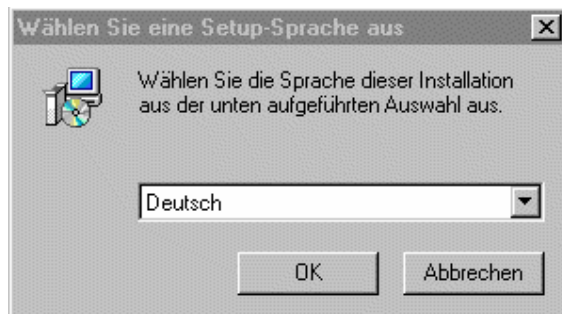 Wählen Sie eine Setup-Sprache aus
Wählen Sie die Sprache dieser Installation
aus der unten aufgeführten Auswahl aus.
Deutsch
OK
Abbrechen